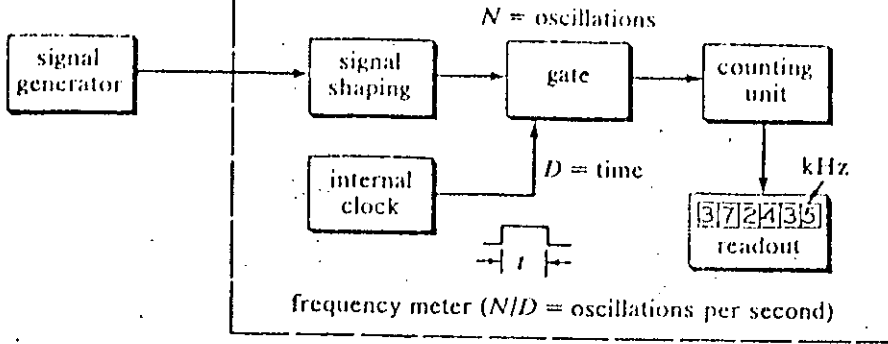 N = oscillations
signal
generator
signal
shaping
gate
counting
unit
internal
clock
D = time
kHz
372435
readout
t
frequency meter (N/D = oscillations per second)